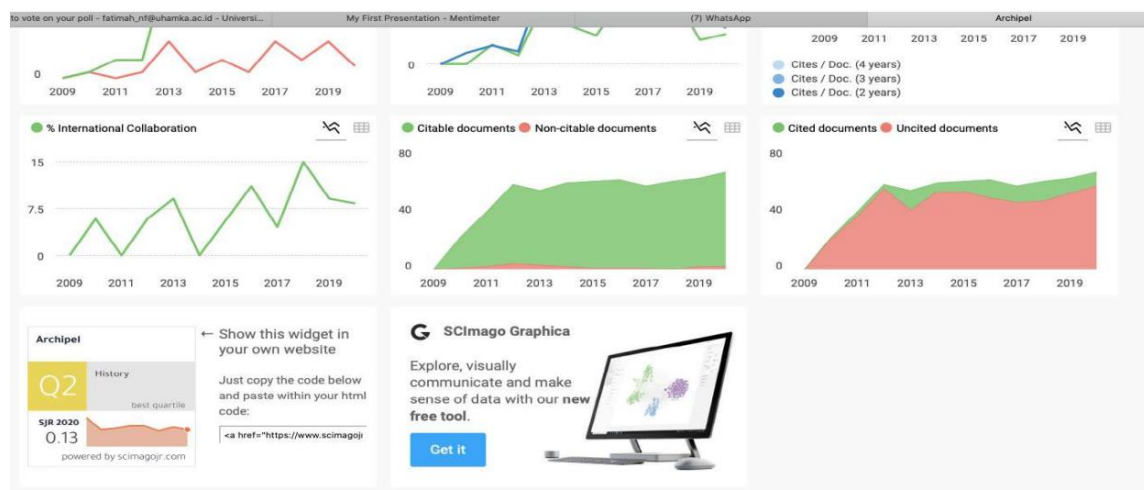 to vote on your poll - fatimah_nf@uhamka.ac.id - Universi...
My First Presentation - Mentimeter
(7) WhatsApp
Archipel
0
2009 2011 2013 2015 2017 2019
0
2009 2011 2013 2015 2017 2019
2009 2011 2013 2015 2017 2019
Cites / Doc. (4 years)
Cites / Doc. (3 years)
Cites / Doc. (2 years)
% International Collaboration
15
7.5
0
2009 2011 2013 2015 2017 2019
Citable documents Non-citable documents
80
40
0
2009 2011 2013 2015 2017 2019
Cited documents Uncited documents
80
40
0
2009 2011 2013 2015 2017 2019
Archipel
Q2
History
best quartile
SJR 2020
0.13
powered by scimagojr.com
← Show this widget in
your own website
Just copy the code below
and paste within your html
code:
<a href="https://www.scimagoji
SCImago Graphica
Explore, visually
communicate and make
sense of data with our new
free tool.
Get it